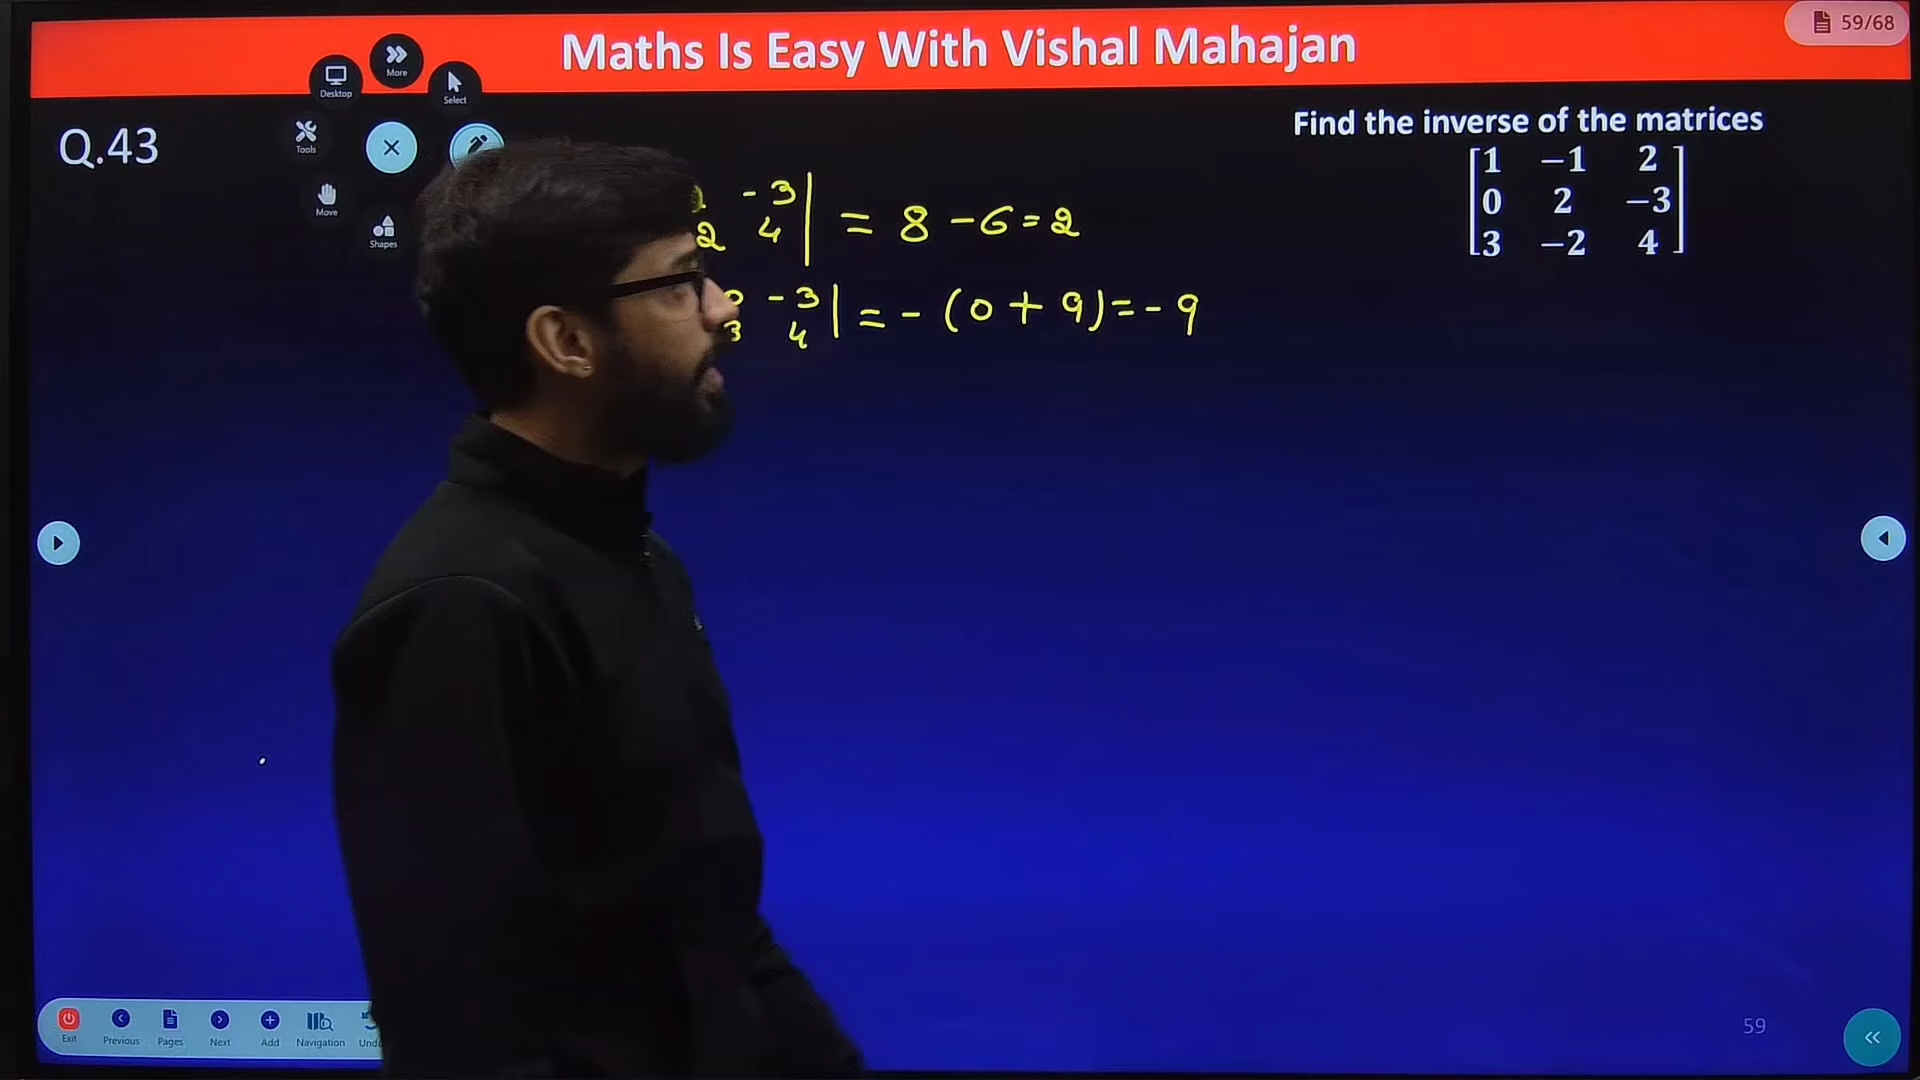 Maths Is Easy With Vishal Mahajan
59/68
More
Desktop
Select
Q.43
Tools
Move
Shapes
Find the inverse of the matrices
1 −1 2
0 2 −3
3 −2 4
- 3
2 4 | = 8 - 6 = 2
- 3
3 4 | = - (0 + 9) = - 9
59
Exit
Previous
Pages
Next
Add
Navigation